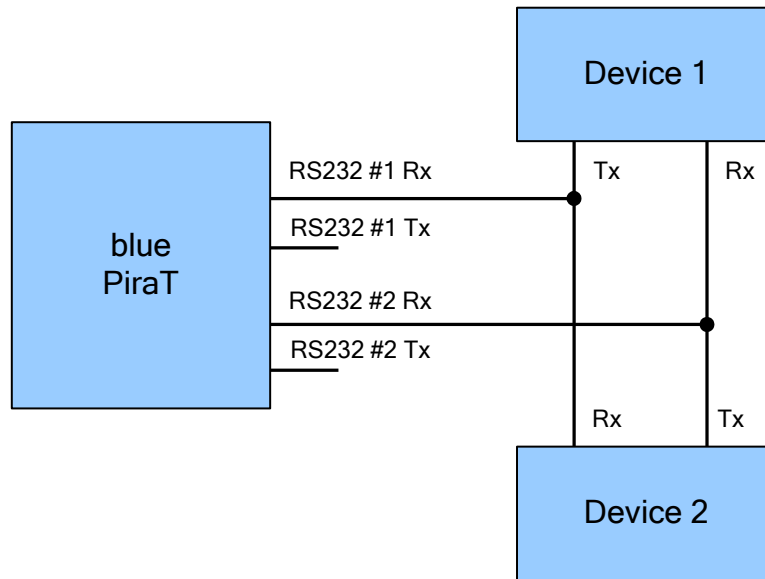 Device 1
Tx
Rx
RS232 #1 Rx
RS232 #1 Tx
blue
PiraT
RS232 #2 Rx
RS232 #2 Tx
Rx
Tx
Device 2